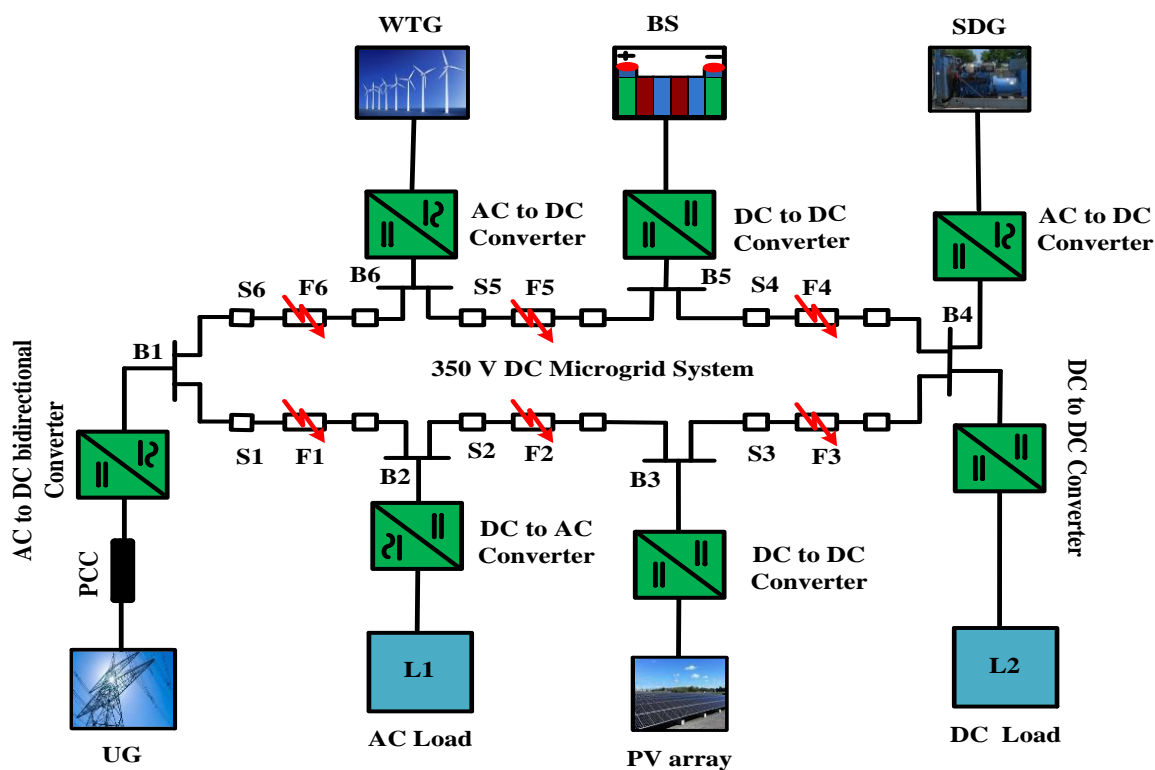 WTG
BS
SDG
AC to DC
Converter
DC to DC
Converter
AC to DC
Converter
B6
B5
B4
S6
F6
S5
F5
S4
F4
B1
350 V DC Microgrid System
S1
F1
S2
F2
S3
F3
B2
B3
AC to DC bidirectional
Converter
DC to DC Converter
DC to AC
Converter
DC to DC
Converter
PCC
L1
L2
UG
AC Load
PV array
DC Load